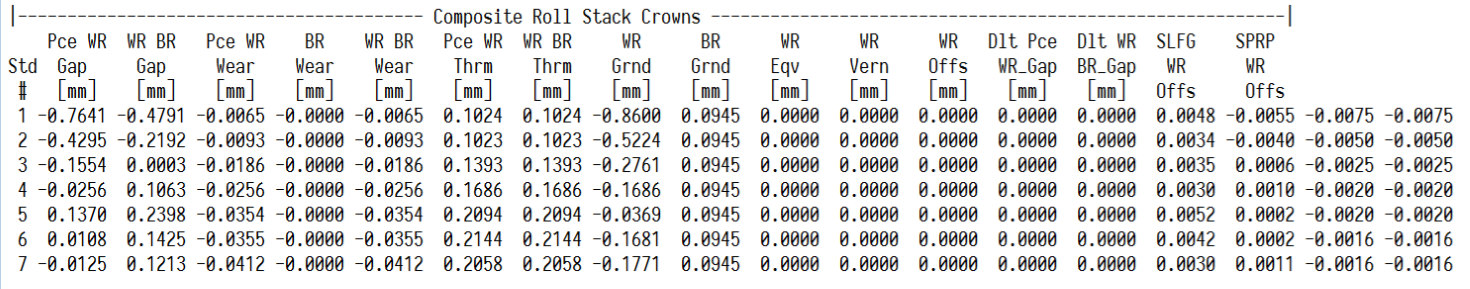 |---------------------------------------- Composite Roll Stack Crowns ---------------------------------------------------------|
Pce WR WR BR Pce WR BR WR BR Pce WR WR BR WR BR WR WR WR Dlt Pce Dlt WR SLFG SPRP
Std Gap Gap Wear Wear Wear Thrm Thrm Grnd Grnd Eqv Vern Offs WR_Gap BR_Gap WR WR
# [mm] [mm] [mm] [mm] [mm] [mm] [mm] [mm] [mm] [mm] [mm] [mm] [mm] [mm] Offs Offs
1 -0.7641 -0.4791 -0.0065 -0.0000 -0.0065 0.1024 0.1024 -0.8600 0.0945 0.0000 0.0000 0.0000 0.0000 0.0000 0.0048 -0.0055 -0.0075 -0.0075
2 -0.4295 -0.2192 -0.0093 -0.0000 -0.0093 0.1023 0.1023 -0.5224 0.0945 0.0000 0.0000 0.0000 0.0000 0.0000 0.0034 -0.0040 -0.0050 -0.0050
3 -0.1554 0.0003 -0.0186 -0.0000 -0.0186 0.1393 0.1393 -0.2761 0.0945 0.0000 0.0000 0.0000 0.0000 0.0000 0.0035 0.0006 -0.0025 -0.0025
4 -0.0256 0.1063 -0.0256 -0.0000 -0.0256 0.1686 0.1686 -0.1686 0.0945 0.0000 0.0000 0.0000 0.0000 0.0000 0.0030 0.0010 -0.0020 -0.0020
5 0.1370 0.2398 -0.0354 -0.0000 -0.0354 0.2094 0.2094 -0.0369 0.0945 0.0000 0.0000 0.0000 0.0000 0.0000 0.0052 0.0002 -0.0020 -0.0020
6 0.0108 0.1425 -0.0355 -0.0000 -0.0355 0.2144 0.2144 -0.1681 0.0945 0.0000 0.0000 0.0000 0.0000 0.0000 0.0042 0.0002 -0.0016 -0.0016
7 -0.0125 0.1213 -0.0412 -0.0000 -0.0412 0.2058 0.2058 -0.1771 0.0945 0.0000 0.0000 0.0000 0.0000 0.0000 0.0030 0.0011 -0.0016 -0.0016